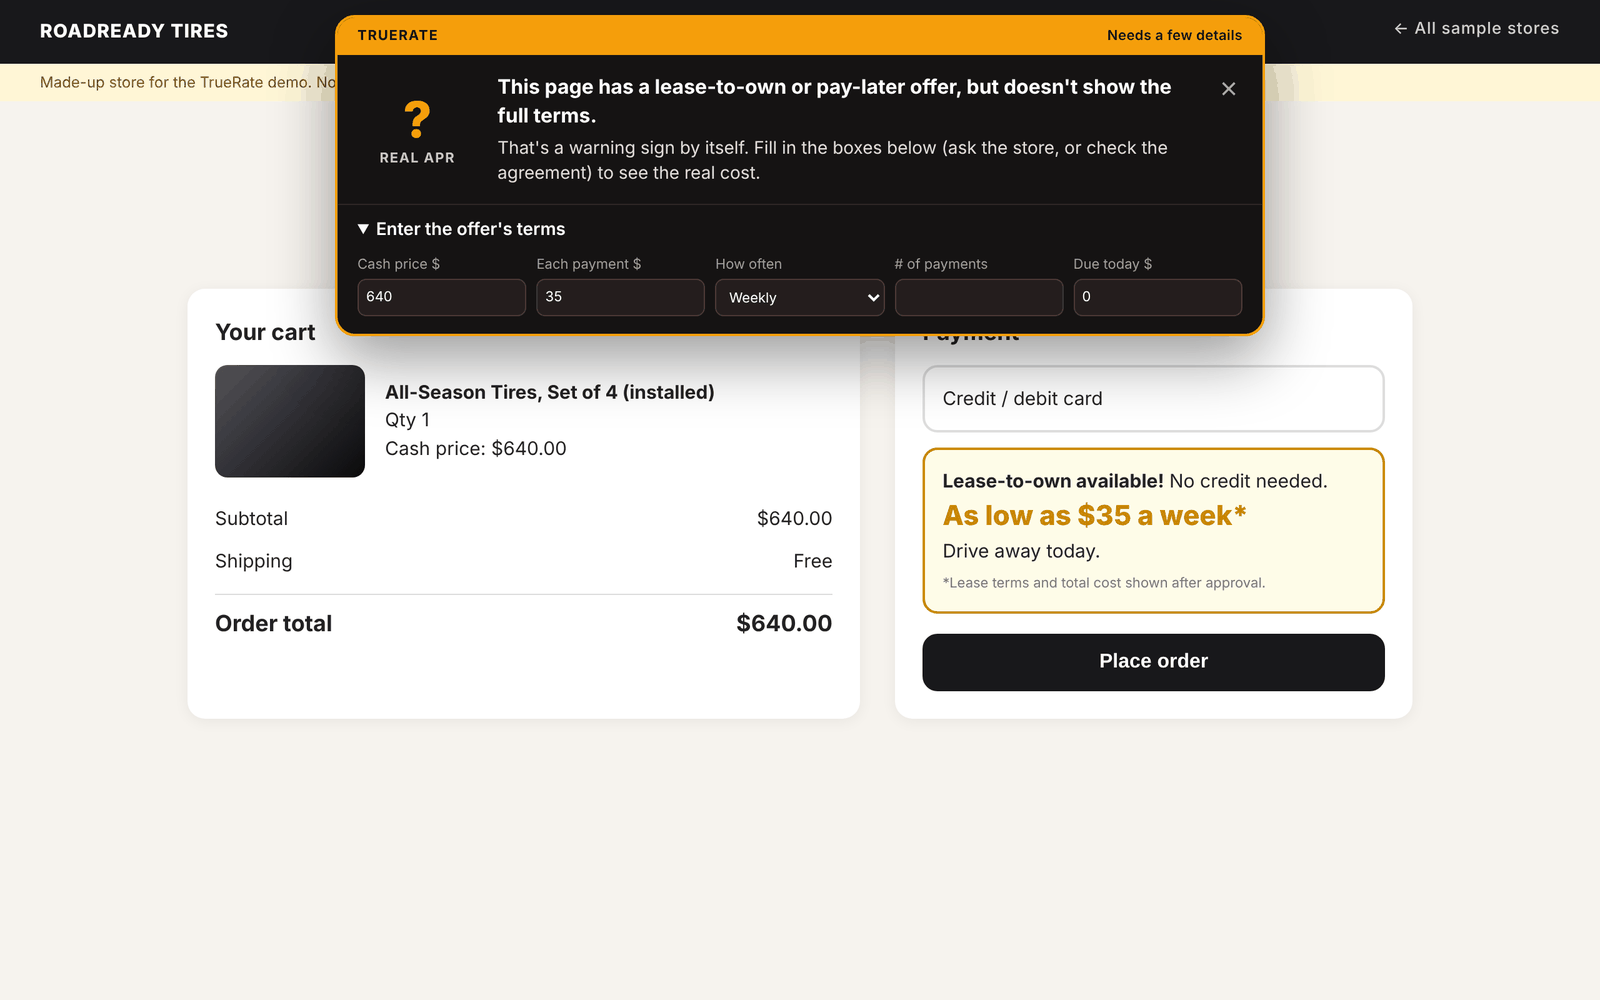 ROADREADY TIRES
← All sample stores
Made-up store for the TrueRate demo. No
TRUERATE
Needs a few details
?
REAL APR
This page has a lease-to-own or pay-later offer, but doesn't show the
full terms.
That's a warning sign by itself. Fill in the boxes below (ask the store, or check the
agreement) to see the real cost.
×
▼ Enter the offer's terms
Cash price $
Each payment $
How often
# of payments
Due today $
640
35
Weekly
0
Your cart
All-Season Tires, Set of 4 (installed)
Qty 1
Cash price: $640.00
Subtotal
$640.00
Shipping
Free
Order total
$640.00
Payment
Credit / debit card
Lease-to-own available! No credit needed.
As low as $35 a week*
Drive away today.
*Lease terms and total cost shown after approval.
Place order